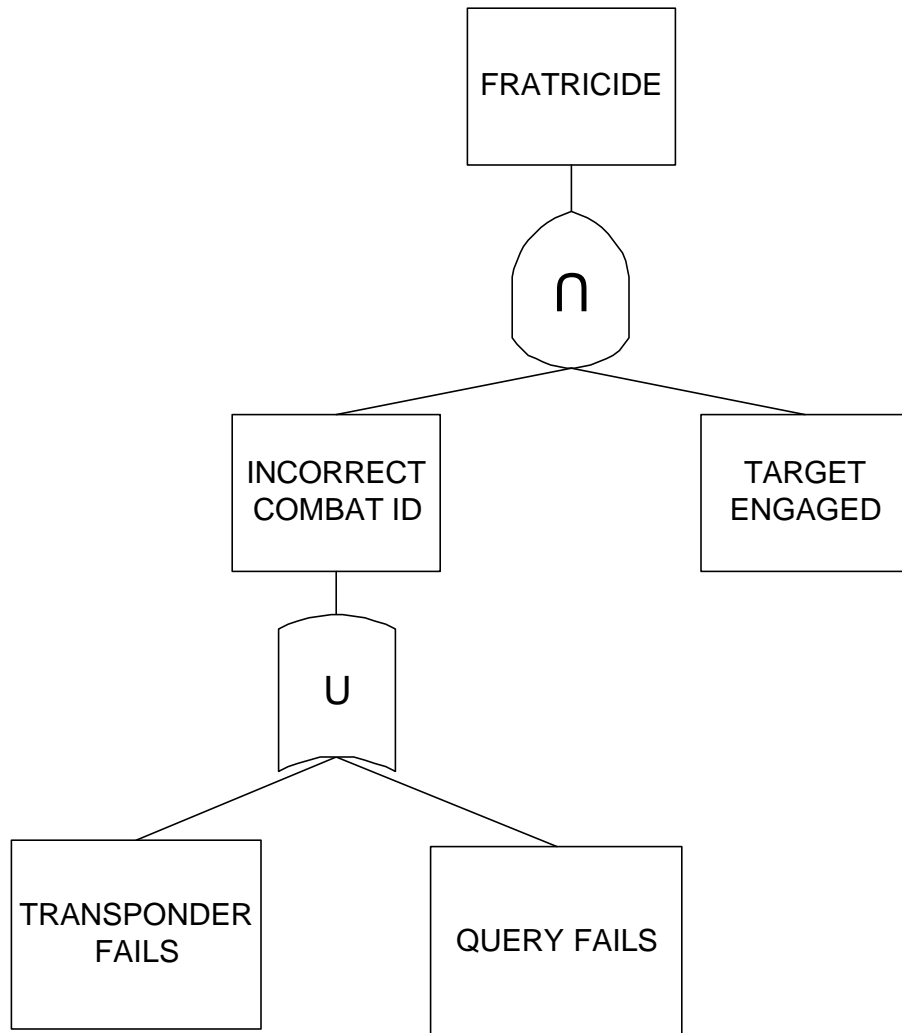 FRATRICIDE
∩
INCORRECT
COMBAT ID
TARGET
ENGAGED
U
TRANSPONDER
FAILS
QUERY FAILS